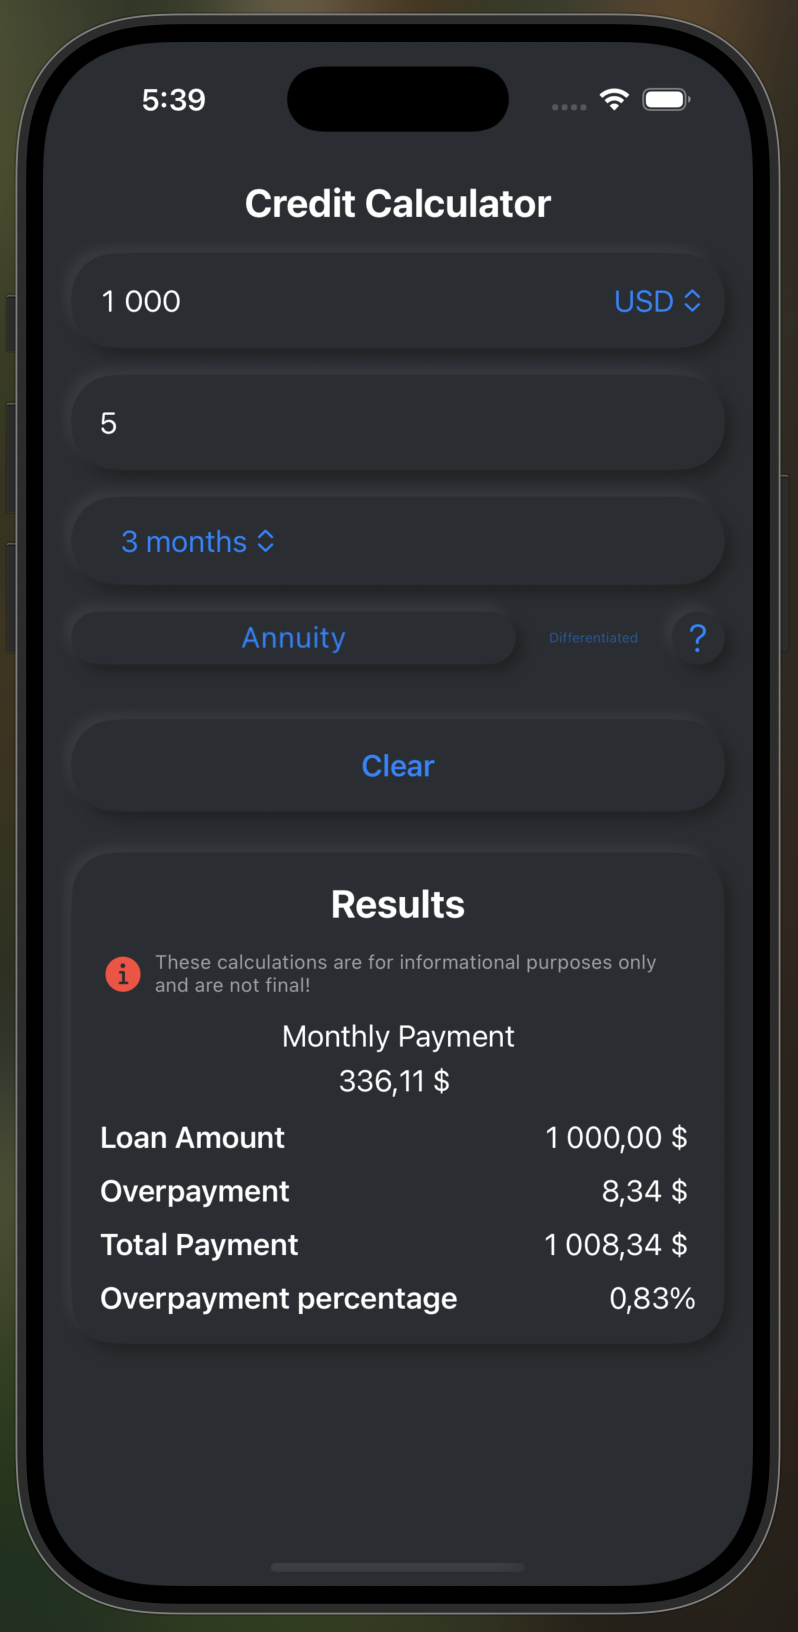 5:39
Credit Calculator
1 000 USD
5
3 months
Annuity Differentiated ?
Clear
Results
These calculations are for informational purposes only
and are not final!
Monthly Payment
336,11 $
Loan Amount 1 000,00 $
Overpayment 8,34 $
Total Payment 1 008,34 $
Overpayment percentage 0,83%